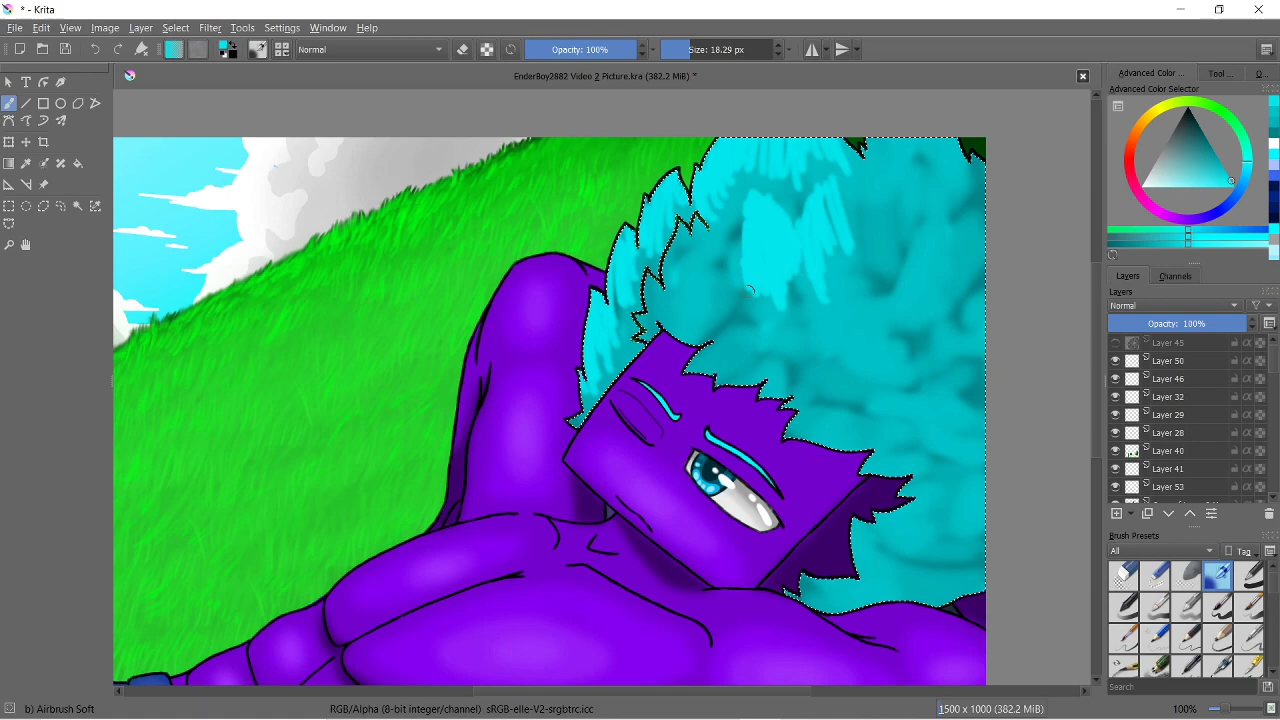 * - Krita
File Edit View Image Layer Select Filter Tools Settings Window Help
Normal Opacity: 100% Size: 18.29 px
EnderBoy2882 Video 2 Picture.kra (382.2 MiB) *
Advanced Color ... Tool ... O...
Advanced Color Selector
Layers Channels
Layers
Normal
Opacity: 100%
Layer 45
Layer 50
Layer 46
Layer 32
Layer 29
Layer 28
Layer 40
Layer 41
Layer 53
Brush Presets
All Tag
Search
b) Airbrush Soft RGB/Alpha (8-bit integer/channel) sRGB-elle-V2-srgbtrc.icc 1500 x 1000 (382.2 MiB) 100%